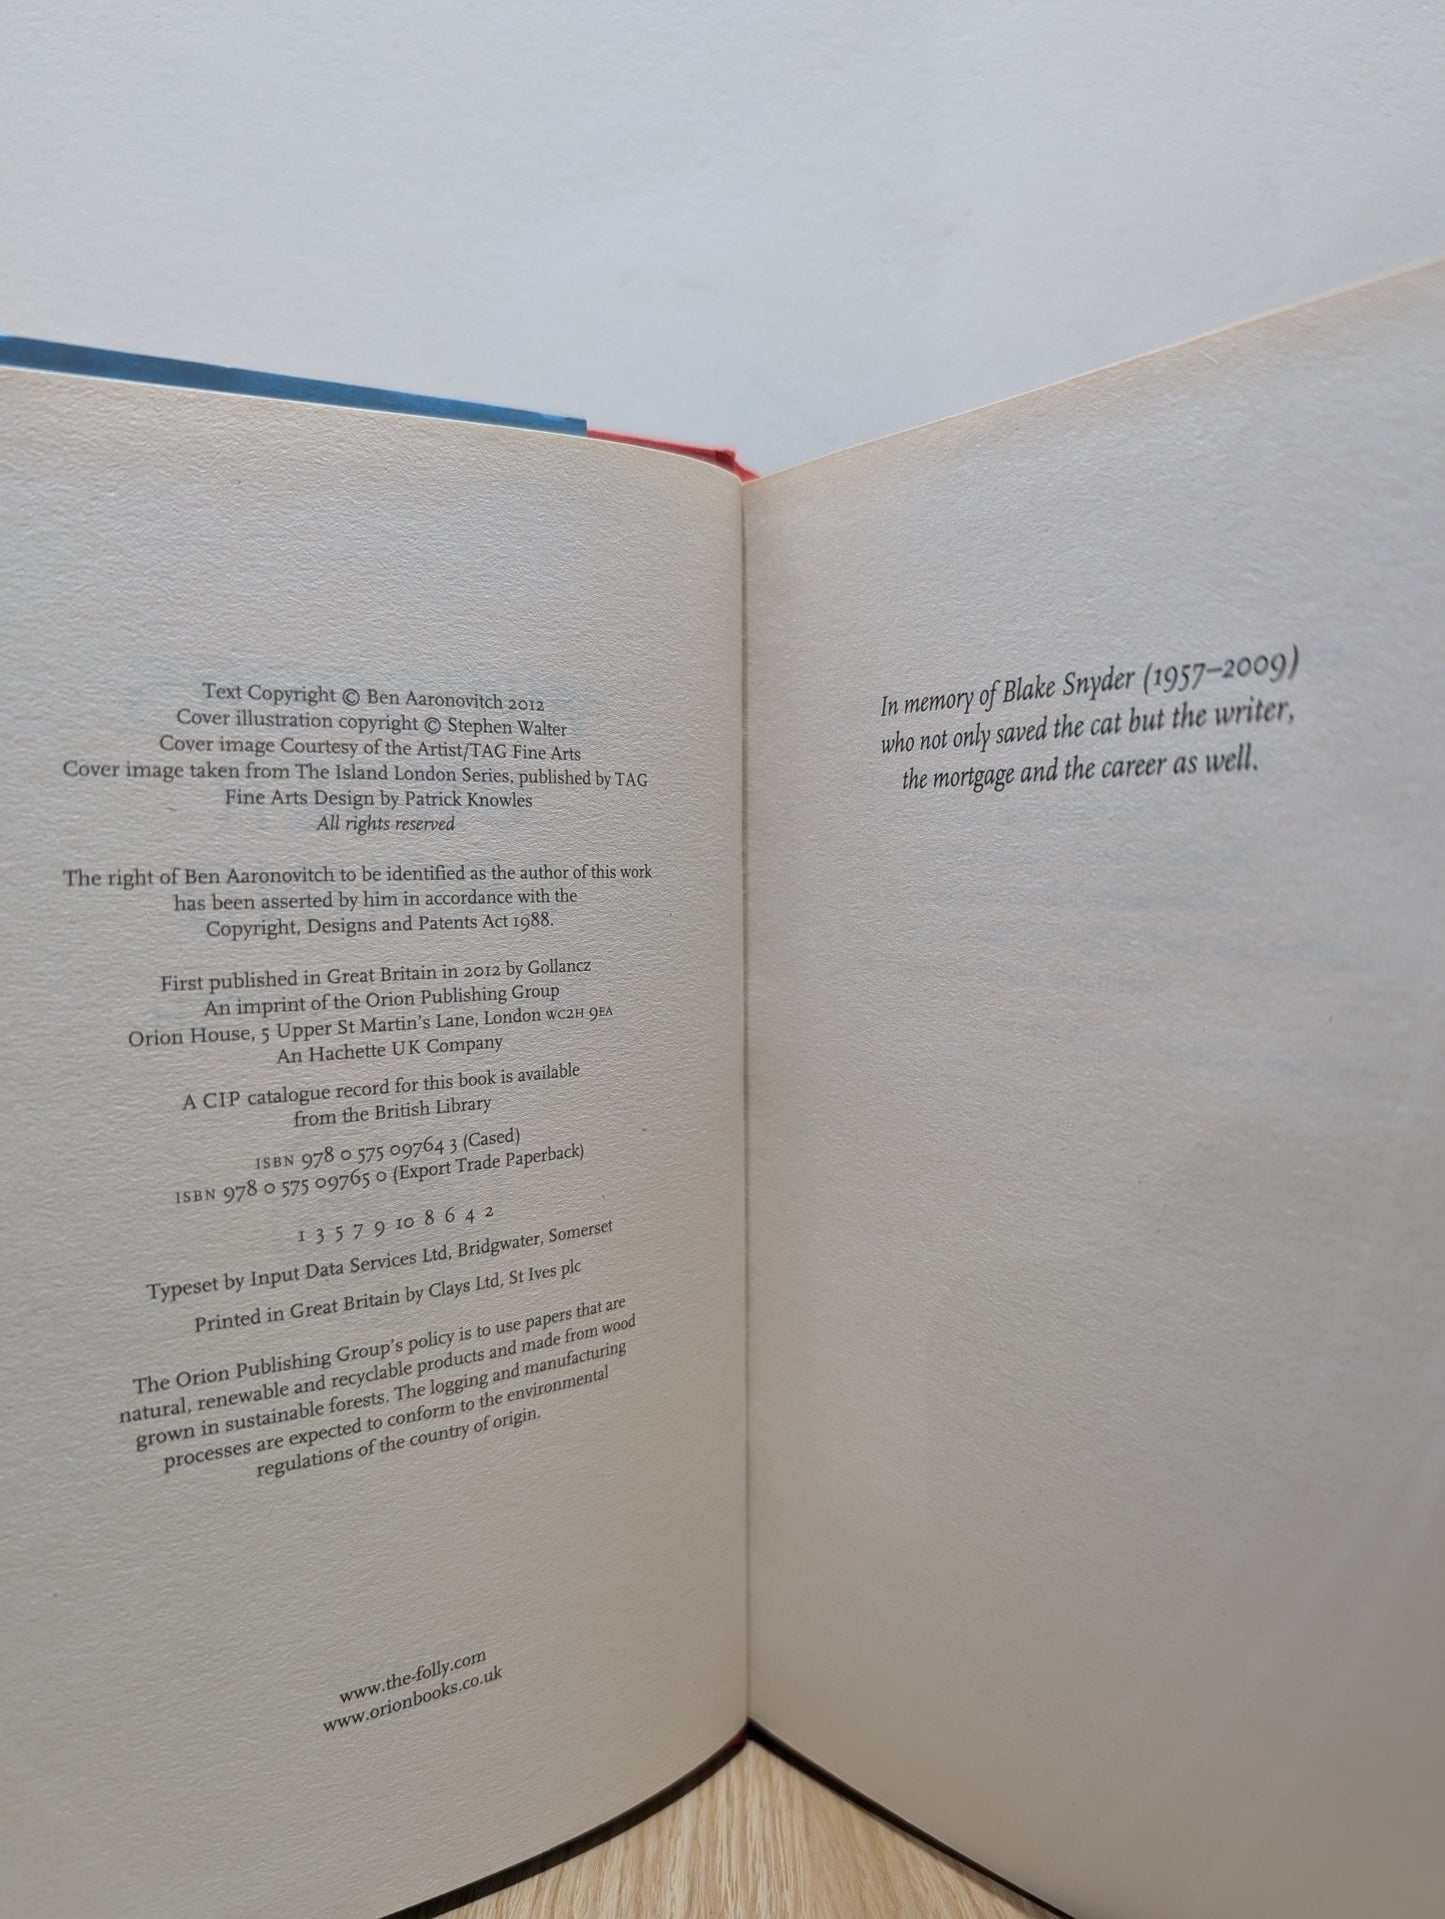 Text Copyright © Ben Aaronovitch 2012
Cover illustration copyright © Stephen Walter
Cover image Courtesy of the Artist/TAG Fine Arts
Cover image taken from The Island London Series, published by TAG
Fine Arts Design by Patrick Knowles
All rights reserved
The right of Ben Aaronovitch to be identified as the author of this work
has been asserted by him in accordance with the
Copyright, Designs and Patents Act 1988.
First published in Great Britain in 2012 by Gollancz
An imprint of the Orion Publishing Group
Orion House, 5 Upper St Martin's Lane, London WC2H 9EA
An Hachette UK Company
A CIP catalogue record for this book is available
from the British Library
ISBN 978 0 575 09764 3 (Cased)
ISBN 978 0 575 09765 0 (Export Trade Paperback)
1 3 5 7 9 10 8 6 4 2
Typeset by Input Data Services Ltd, Bridgwater, Somerset
Printed in Great Britain by Clays Ltd, St Ives plc
The Orion Publishing Group's policy is to use papers that are
natural, renewable and recyclable products and made from wood
grown in sustainable forests. The logging and manufacturing
processes are expected to conform to the environmental
regulations of the country of origin.
www.the-folly.com
www.orionbooks.co.uk
In memory of Blake Snyder (1957–2009)
who not only saved the cat but the writer,
the mortgage and the career as well.